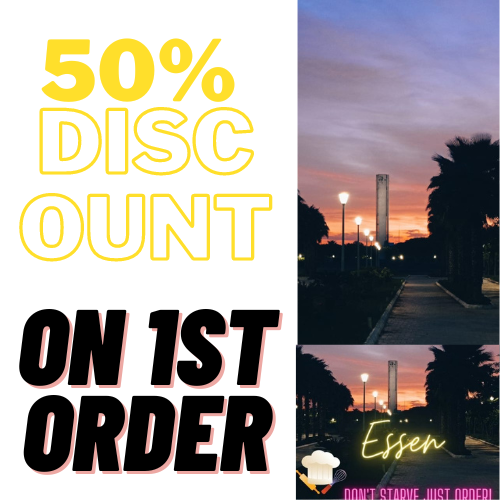 50%
DISC
OUNT
ON 1ST
ORDER
Essen
DON'T STARVE, JUST ORDER!